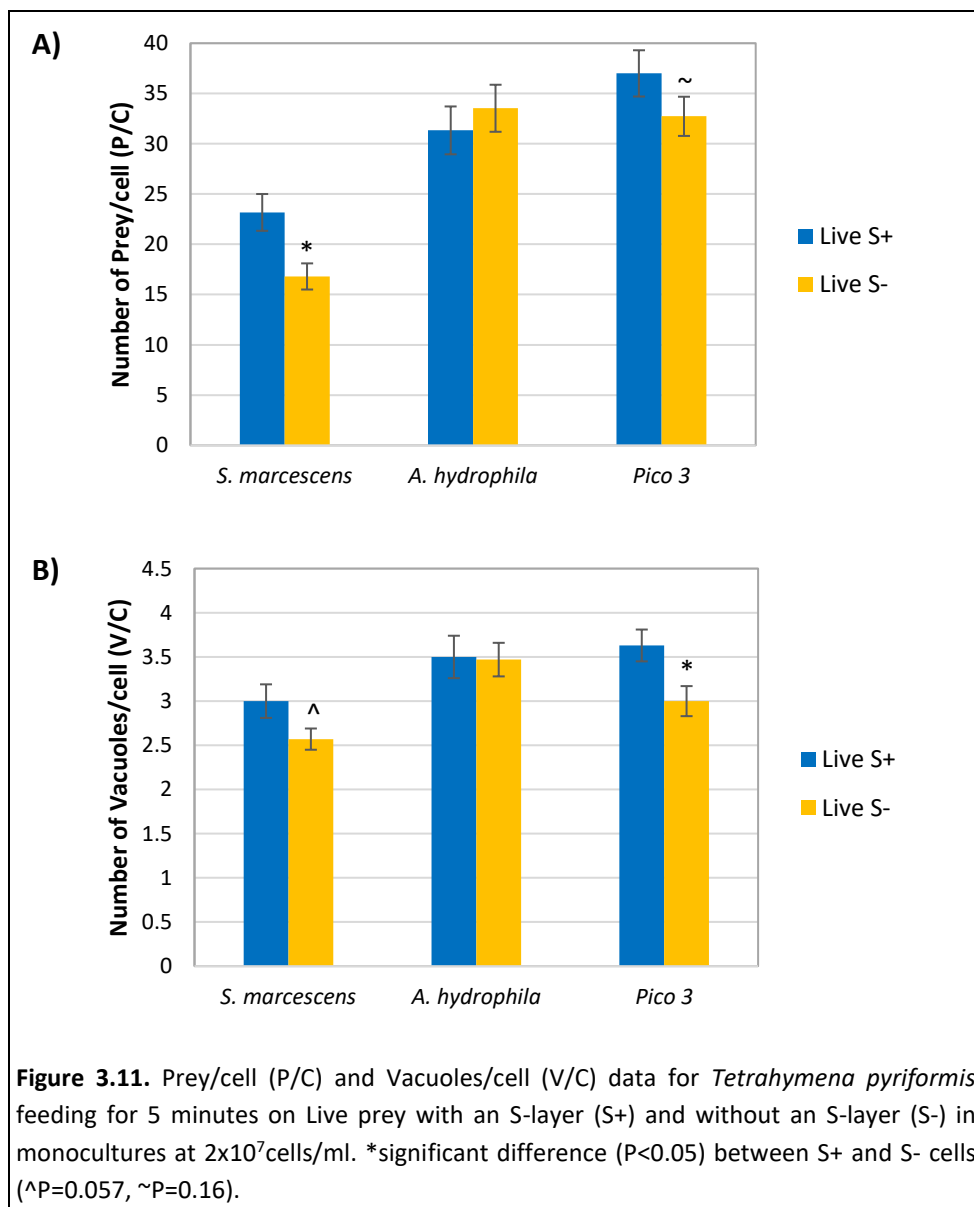 A)
40
35
30
25
20
15
10
5
0
Number of Prey/cell (P/C)
*
~
S. marcescens
A. hydrophila
Pico 3
Live S+
Live S-
B)
4.5
4
3.5
3
2.5
2
1.5
1
0.5
0
Number of Vacuoles/cell (V/C)
^
*
S. marcescens
A. hydrophila
Pico 3
Live S+
Live S-
Figure 3.11. Prey/cell (P/C) and Vacuoles/cell (V/C) data for Tetrahymena pyriformis
feeding for 5 minutes on Live prey with an S-layer (S+) and without an S-layer (S-) in
monocultures at 2x10⁷cells/ml. *significant difference (P<0.05) between S+ and S- cells
(^P=0.057, ~P=0.16).